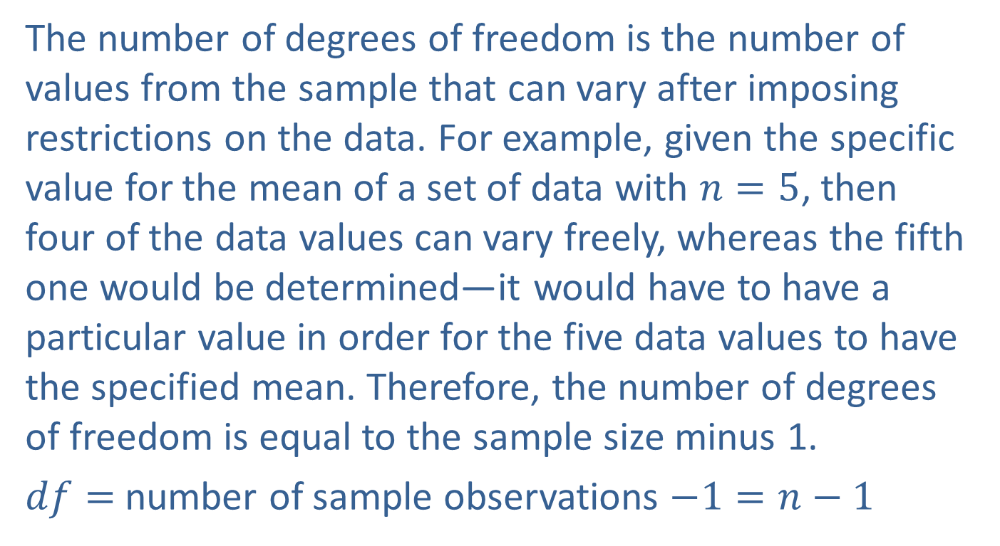 The number of degrees of freedom is the number of
values from the sample that can vary after imposing
restrictions on the data. For example, given the specific
value for the mean of a set of data with n = 5, then
four of the data values can vary freely, whereas the fifth
one would be determined—it would have to have a
particular value in order for the five data values to have
the specified mean. Therefore, the number of degrees
of freedom is equal to the sample size minus 1.
df = number of sample observations −1 = n − 1